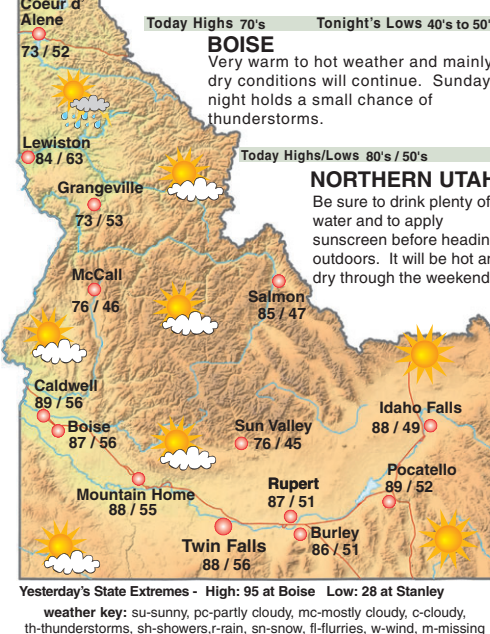 Coeur d'
Alene
73 / 52
Today Highs 70's Tonight's Lows 40's to 50'
BOISE
Very warm to hot weather and mainly
dry conditions will continue. Sunday
night holds a small chance of
thunderstorms.
Lewiston
84 / 63
Today Highs/Lows 80's / 50's
NORTHERN UTAH
Be sure to drink plenty of
water and to apply
sunscreen before headin
outdoors. It will be hot an
dry through the weekend
Grangeville
73 / 53
McCall
76 / 46
Salmon
85 / 47
Caldwell
89 / 56
Boise
87 / 56
Sun Valley
76 / 45
Idaho Falls
88 / 49
Pocatello
89 / 52
Mountain Home
88 / 55
Rupert
87 / 51
Burley
86 / 51
Twin Falls
88 / 56
Yesterday's State Extremes - High: 95 at Boise Low: 28 at Stanley
weather key: su-sunny, pc-partly cloudy, mc-mostly cloudy, c-cloudy,
th-thunderstorms, sh-showers,r-rain, sn-snow, fl-flurries, w-wind, m-missing